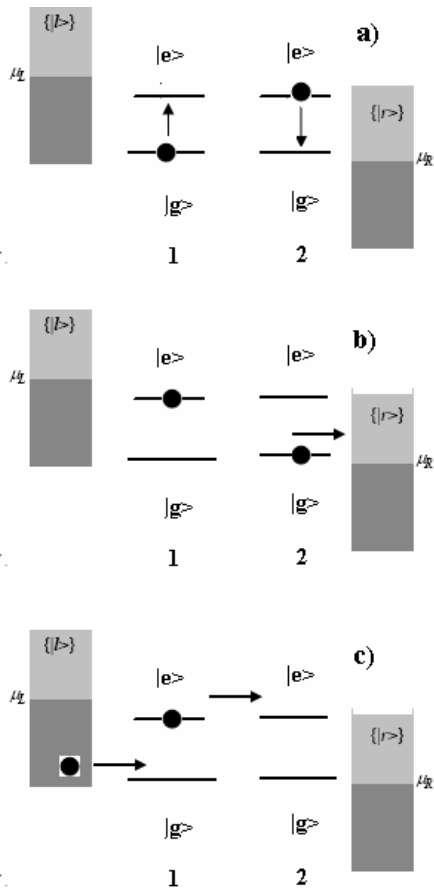 {|l>}
a)
|e>
|e>
μL
{|r>}
μR
|g>
|g>
1
2
{|l>}
b)
|e>
|e>
μL
{|r>}
μR
|g>
|g>
1
2
{|l>}
c)
|e>
|e>
μL
{|r>}
μR
|g>
|g>
1
2